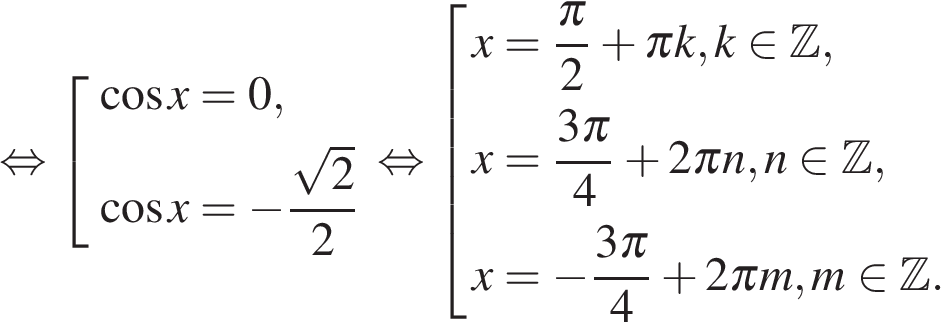 ⇔ [ cos x = 0, cos x = −√2/2 ⇔ [ x = π/2 + πk, k ∈ ℤ,
x = 3π/4 + 2πn, n ∈ ℤ,
x = −3π/4 + 2πm, m ∈ ℤ.